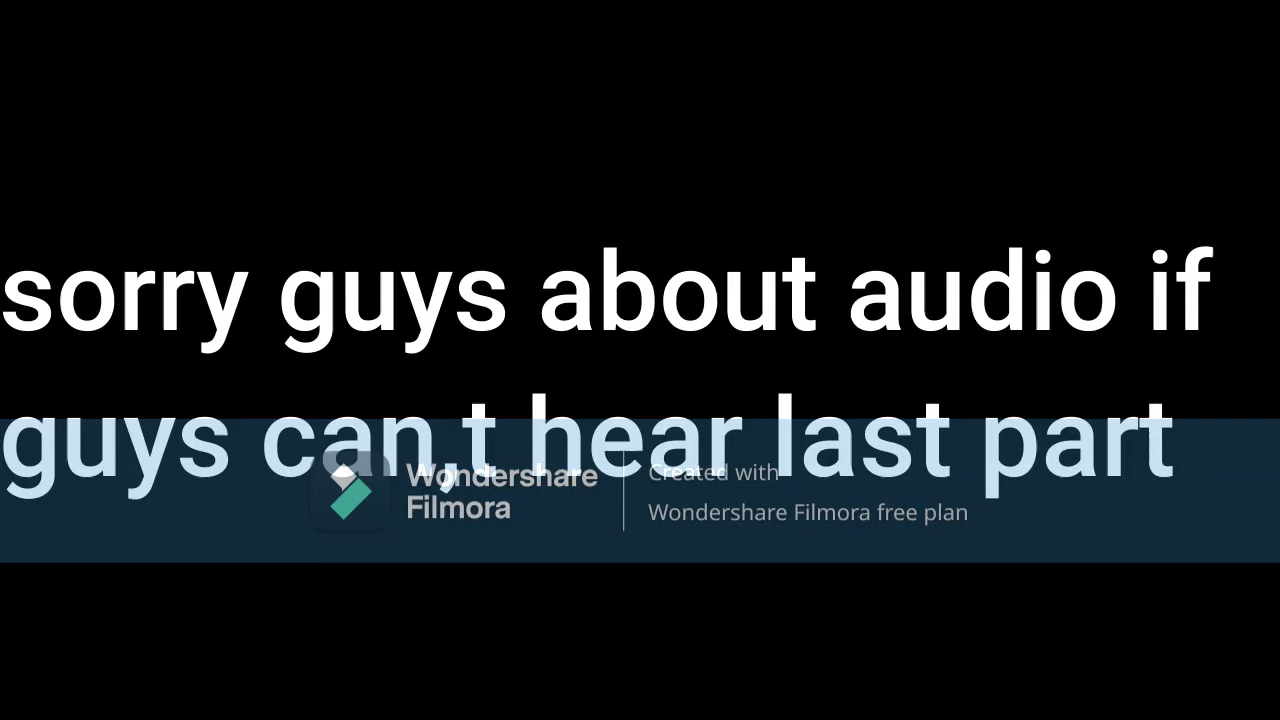 sorry guys about audio if
guys can,t hear last part
Wondershare
Filmora
Created with
Wondershare Filmora free plan